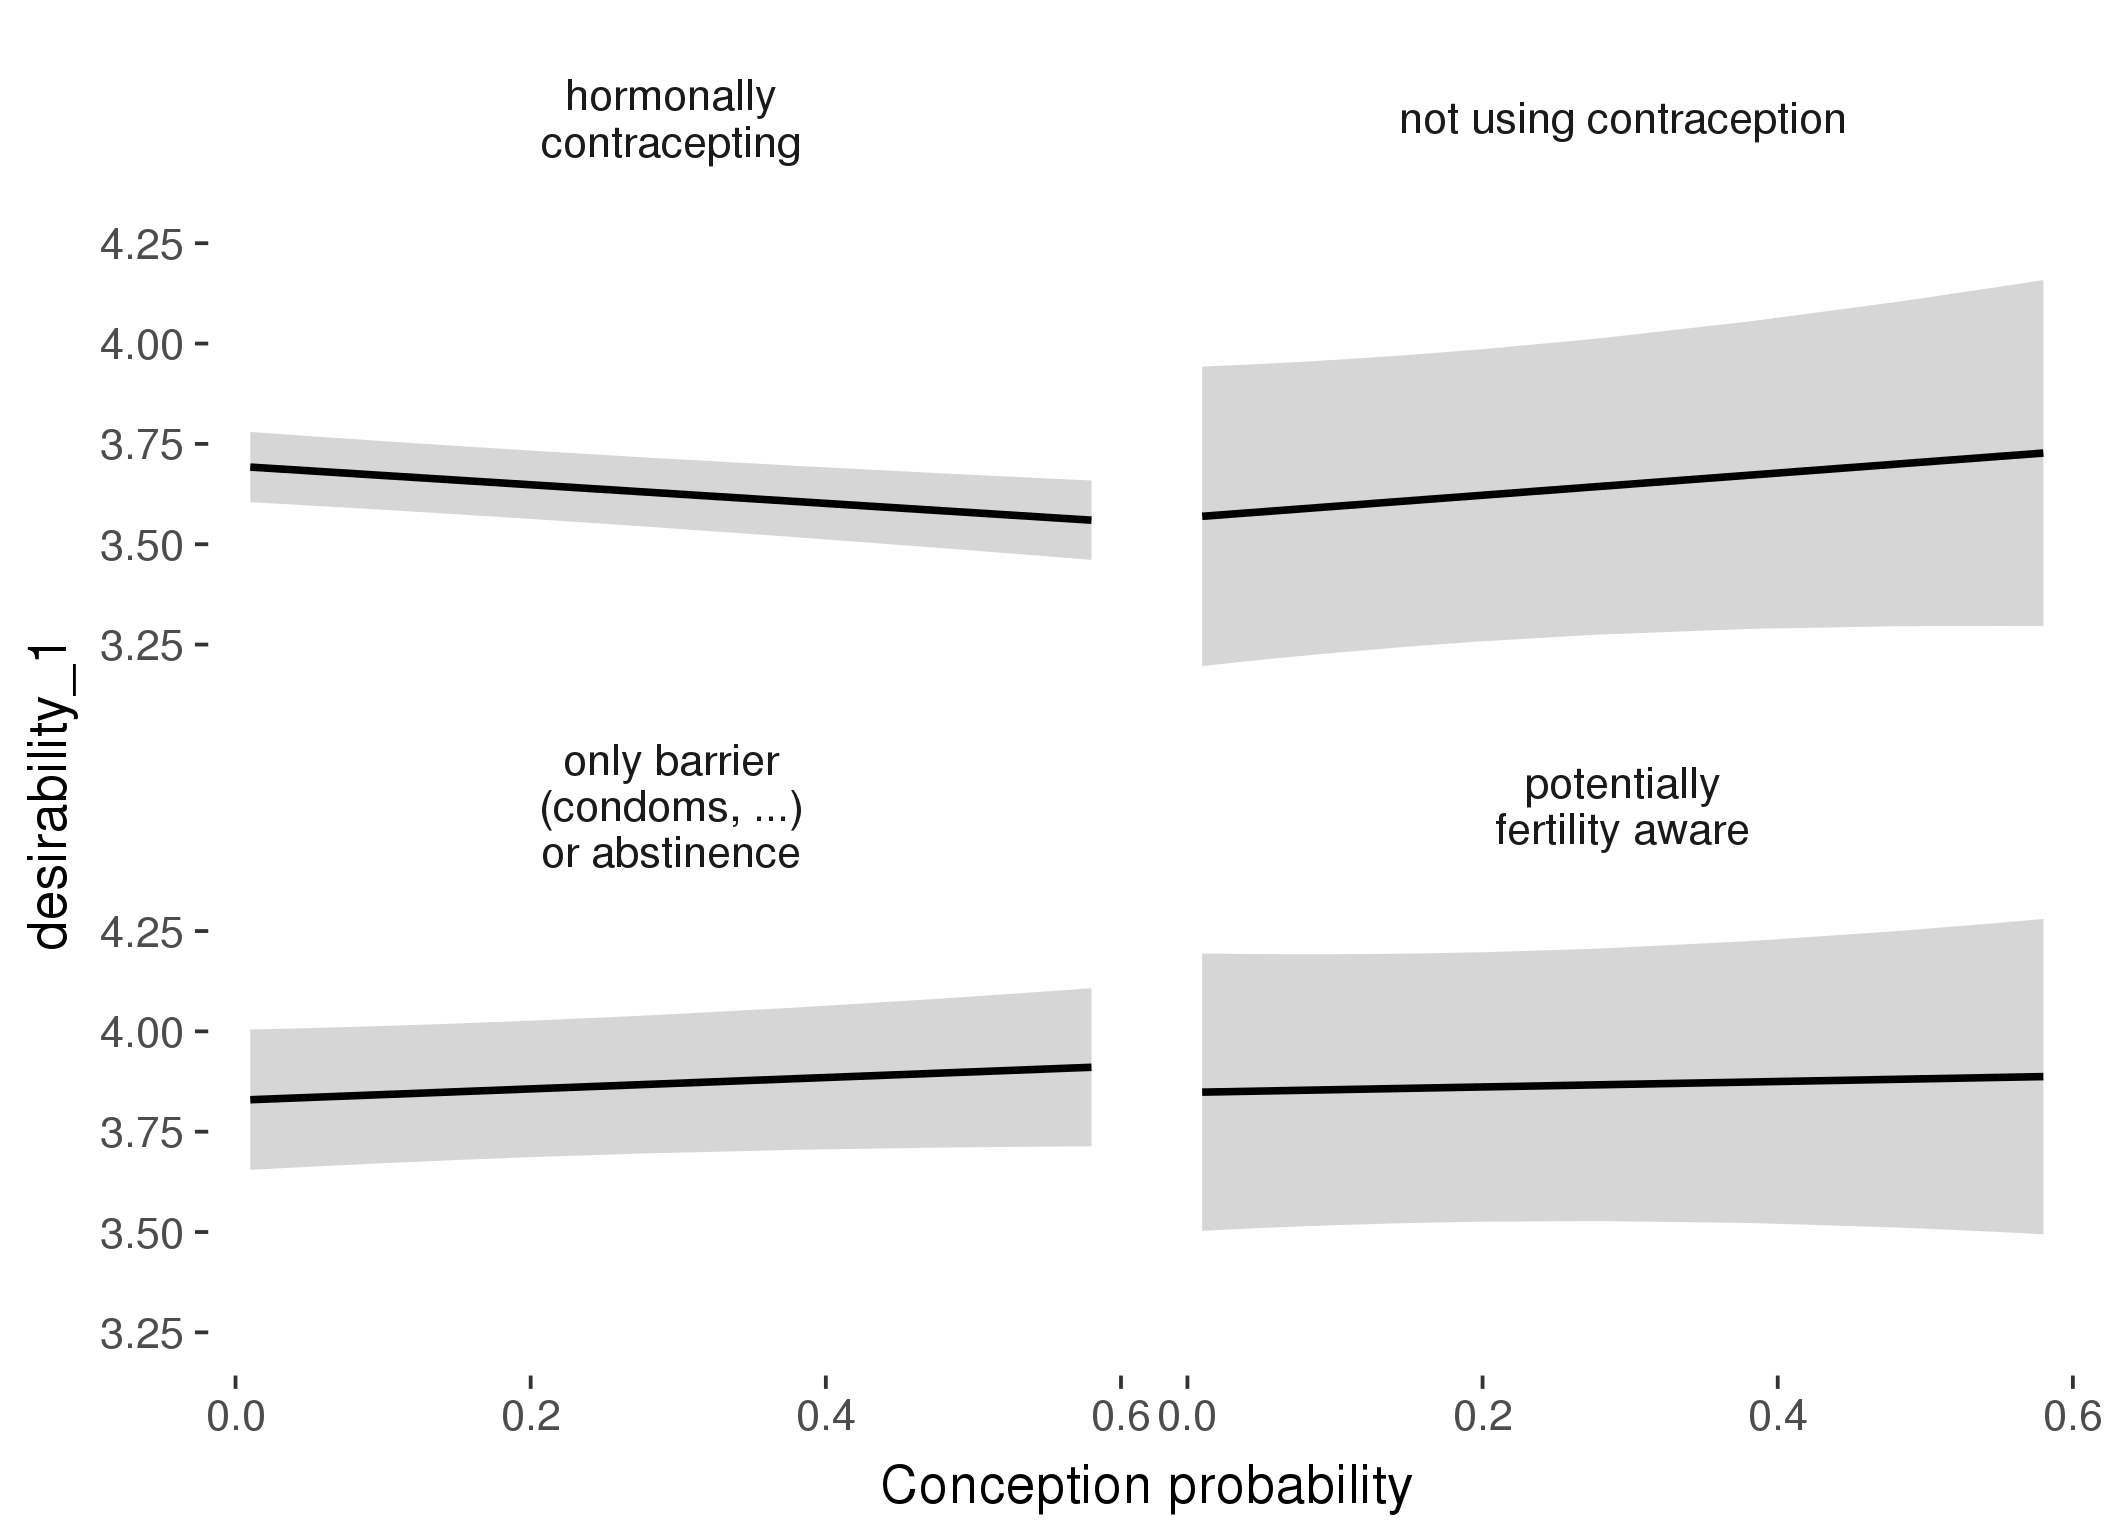 hormonally
contracepting
not using contraception
4.25
4.00
3.75
3.50
3.25
only barrier
(condoms, ...)
or abstinence
potentially
fertility aware
4.25
4.00
3.75
3.50
3.25
desirability_1
0.0 0.2 0.4 0.6 0.0 0.2 0.4 0.6
Conception probability